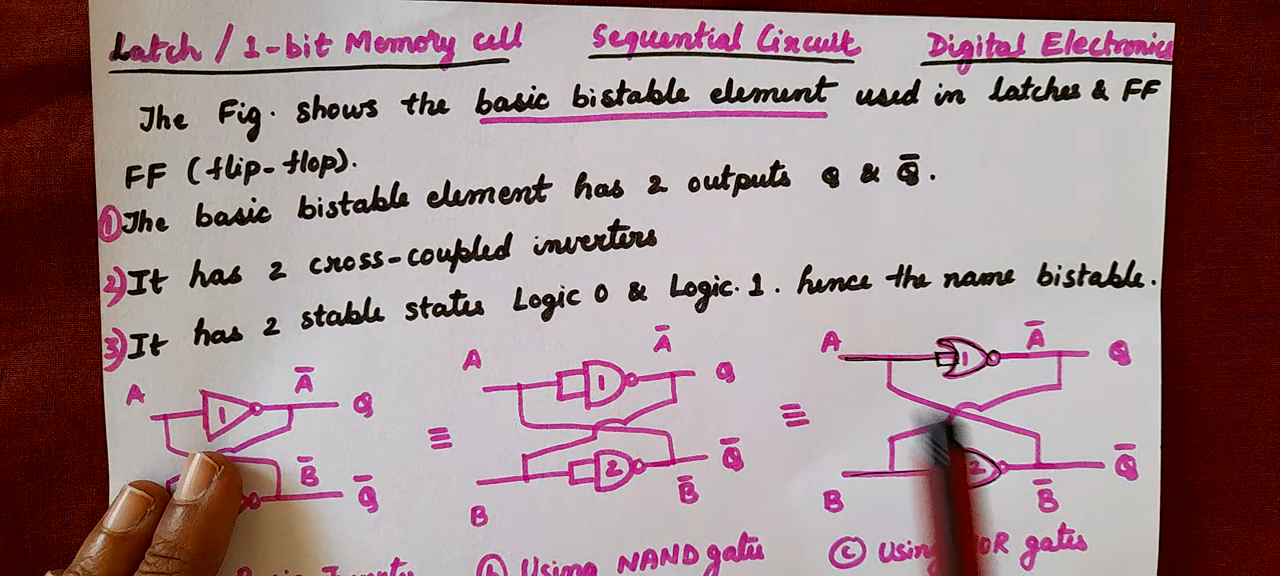 Latch / 1-bit Memory cell Sequential Circuit Digital Electronics
The Fig. shows the basic bistable element used in latches & FF
FF (flip-flop).
①The basic bistable element has 2 outputs Q & Q̅.
2)It has 2 cross-coupled inverters
3)It has 2 stable states Logic 0 & Logic. 1. hence the name bistable.
A 1 A̅ Q
B̅ Q̅
≡
A 1 A̅ Q
B 2 B̅ Q̅
≡
A 1 A̅ Q
B 2 B̅ Q̅
Using NAND gates
ⓒ Using gates